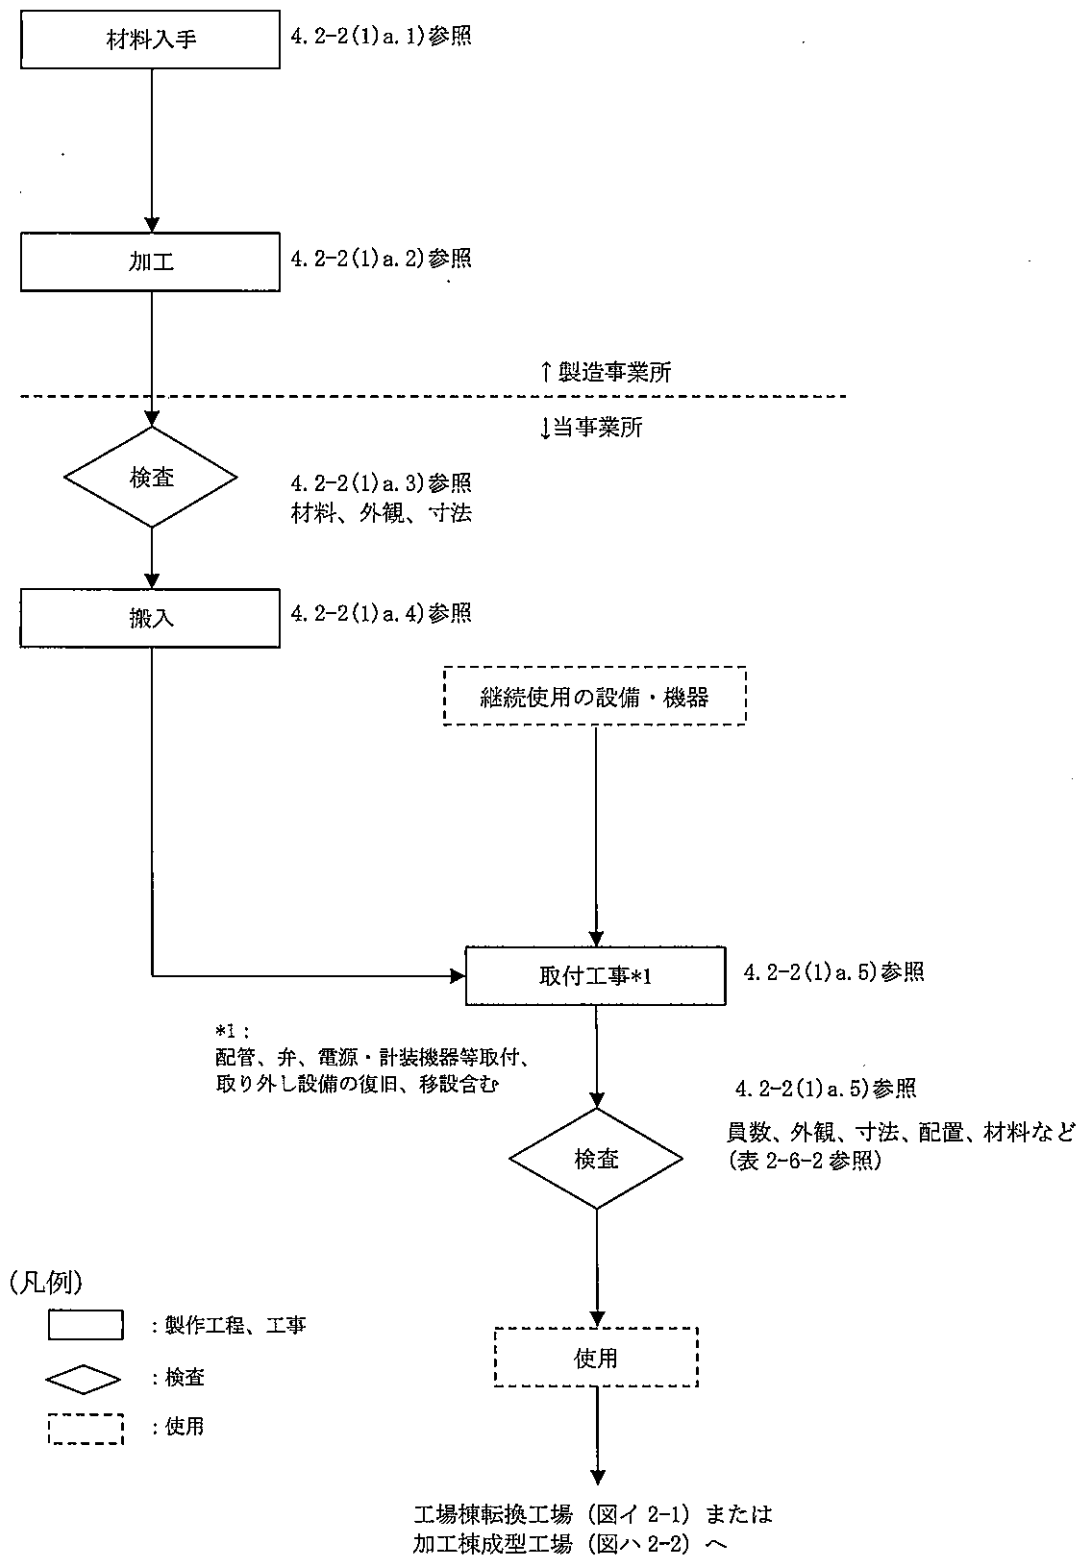 材料入手
4.2-2(1)a.1)参照
加工
4.2-2(1)a.2)参照
↑製造事業所
↓当事業所
検査
4.2-2(1)a.3)参照
材料、外観、寸法
搬入
4.2-2(1)a.4)参照
継続使用の設備・機器
取付工事*1
4.2-2(1)a.5)参照
*1:
配管、弁、電源・計装機器等取付、
取り外し設備の復旧、移設含む
検査
4.2-2(1)a.5)参照
員数、外観、寸法、配置、材料など
(表 2-6-2 参照)
使用
工場棟転換工場 (図イ 2-1) または
加工棟成型工場 (図ハ 2-2) へ
(凡例)
:製作工程、工事
:検査
:使用